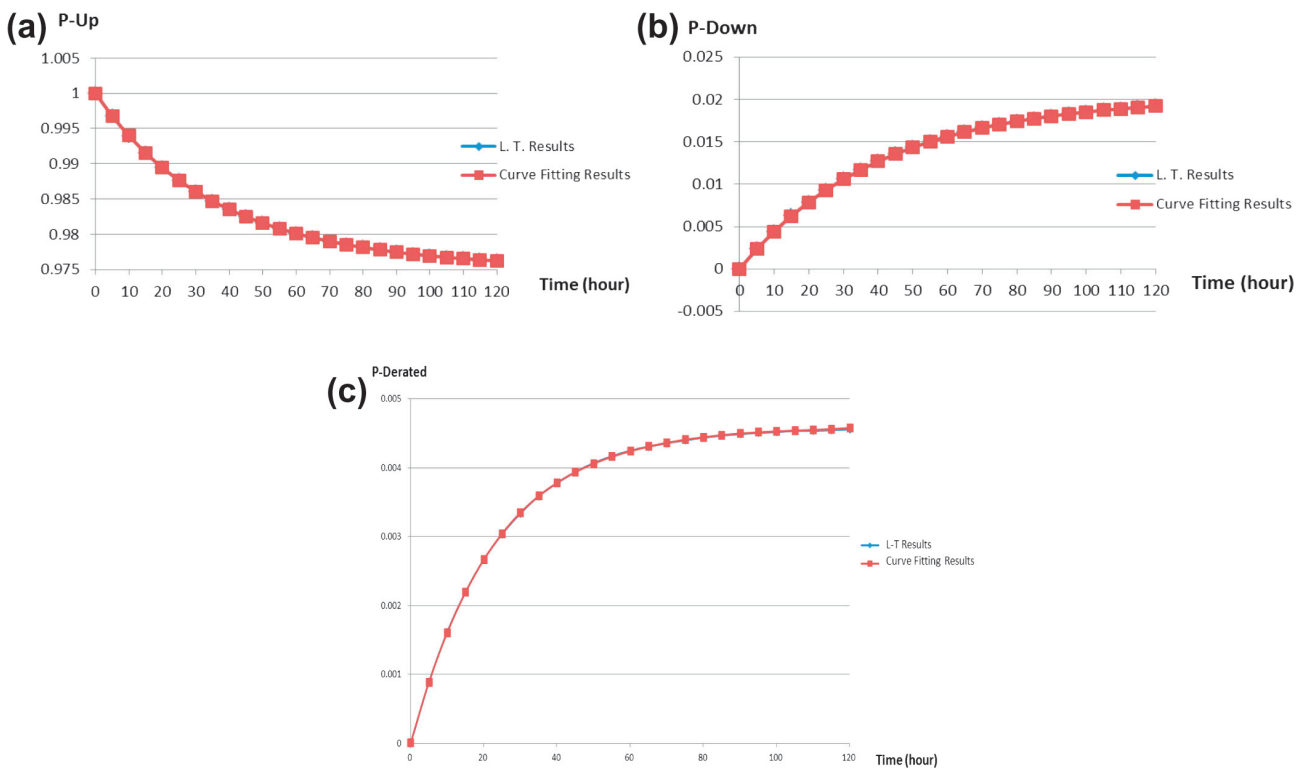 (a) P-Up
1.005
1
0.995
0.99
0.985
0.98
0.975
0 10 20 30 40 50 60 70 80 90 100 110 120
Time (hour)
L. T. Results
Curve Fitting Results
(b) P-Down
0.025
0.02
0.015
0.01
0.005
0
-0.005
0 10 20 30 40 50 60 70 80 90 100 110 120
Time (hour)
L. T. Results
Curve Fitting Results
(c) P-Derated
0.005
0.004
0.003
0.002
0.001
0
0 20 40 60 80 100 120
Time (hour)
L-T Results
Curve Fitting Results